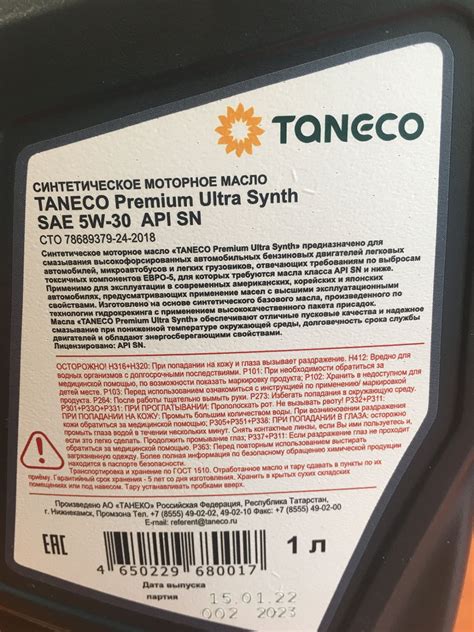 TANECO
СИНТЕТИЧЕСКОЕ МОТОРНОЕ МАСЛО
TANECO Premium Ultra Synth
SAE 5W-30 API SN
СТО 78689379-24-2018
Синтетическое моторное масло «TANECO Premium Ultra Synth» предназначено для
смазывания высокофорсированных автомобильных бензиновых двигателей легковых
автомобилей, микроавтобусов и легких грузовиков, отвечающих требованиям по выбросам
токсичных компонентов ЕВРО-5, для которых требуются масла класса API SN и ниже.
Рекомендовано для эксплуатации в современных американских, корейских и японских
автомобилях, предусматривающих применение масел с высшими эксплуатационными
свойствами. Изготовлено на основе синтетического базового масла, произведенного по
технологии гидрокрекинга с применением высококачественного пакета присадок.
Масла «TANECO Premium Ultra Synth» обеспечивают отличные пусковые качества и надежное
смазывание при пониженной температуре окружающей среды, долговечность срока службы
двигателей и обладают энергосберегающими свойствами.
Лицензировано: API SN.
ОСТОРОЖНО! H316+H320: При попадании на кожу и глаза вызывает раздражение. H412: Вредно для
водных организмов с долгосрочными последствиями. P101: При необходимости обратиться за
медицинской помощью, по возможности показать маркировку продукта; P102: Хранить в недоступном для
детей месте. P103: Перед использованием ознакомиться с инструкцией по применению/ маркировкой
продукта. P264: После работы тщательно вымыть руки. P273: Избегать попадания в окружающую среду.
P301+P330+P331: ПРИ ПРОГЛАТЫВАНИИ: Прополоскать рот. Не вызывать рвоту! P332+P311:
ПРИ ПОПАДАНИИ НА КОЖУ: Промыть большим количеством воды. При возникновении раздражения
кожи обратиться за медицинской помощью; P305+P351+P338: ПРИ ПОПАДАНИИ В ГЛАЗА: осторожно
промыть глаза водой в течение нескольких минут. Снять контактные линзы, если Вы ими пользуетесь и,
если это легко сделать. Продолжить промывание глаз; P337+P311: Если раздражение глаз не проходит
обратиться за медицинской помощью. P363: Перед повторным использованием выстирать
загрязненную одежду. Более полная информация по безопасному обращению химической продукции
находится в паспорте безопасности.
Транспортировка и хранение по ГОСТ 1510. Отработанное масло и тару сдавать в пункты по их
приёму. Гарантийный срок хранения - 5 лет со дня изготовления. Хранить в крытых сухих складских
помещениях или под навесом. Тару устанавливать пробками вверх.
Произведено АО «ТАНЕКО» Российская Федерация, Республика Татарстан,
г. Нижнекамск, Промзона Тел. +7 (8555) 49-02-02, 49-02-10 Факс +7 (8555) 49-02-00
E-mail: referent@taneco.ru
EAC
1 л
4 650229 680017
Дата выпуска
партия
15.01.22
002 2023